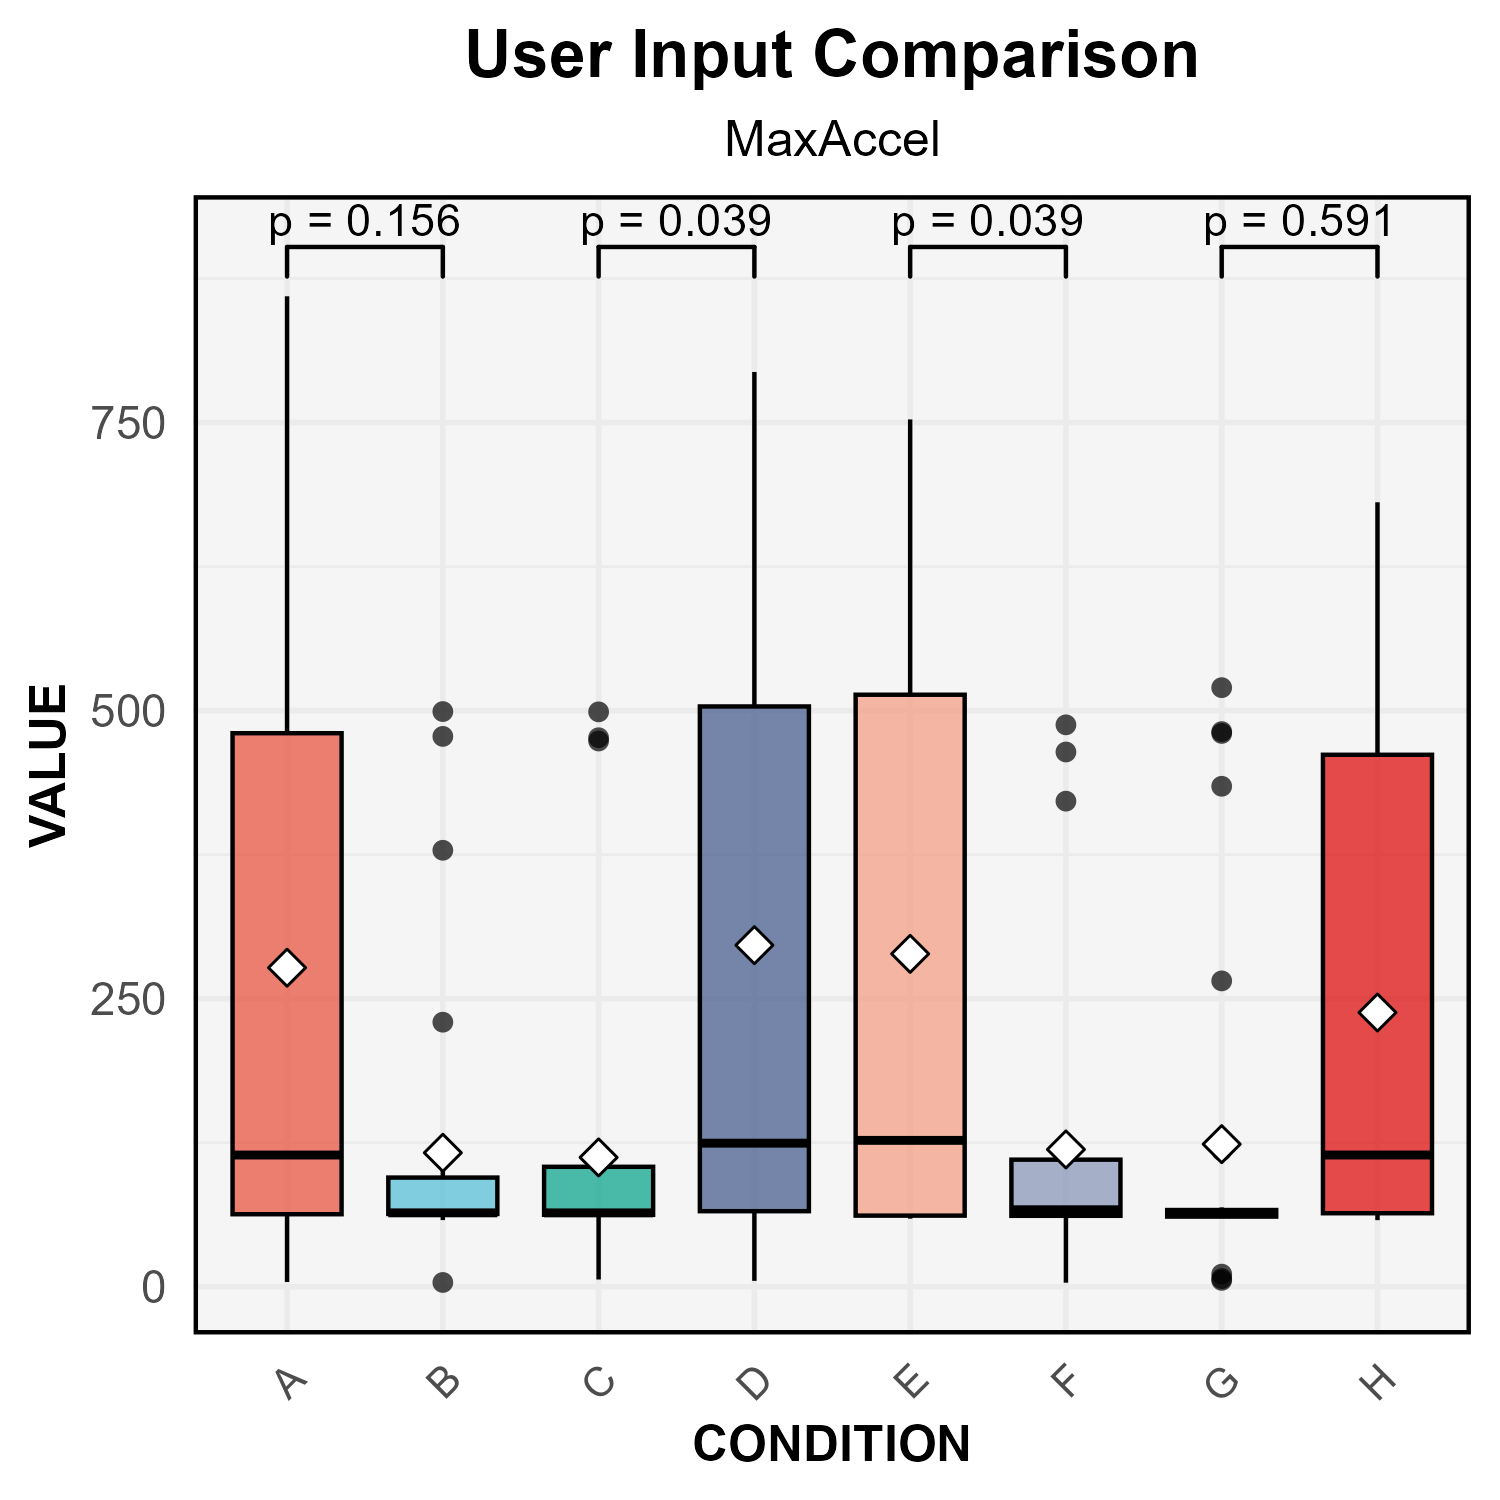 User Input Comparison
MaxAccel
p = 0.156 p = 0.039 p = 0.039 p = 0.591
750
500
250
0
VALUE
A B C D E F G H
CONDITION